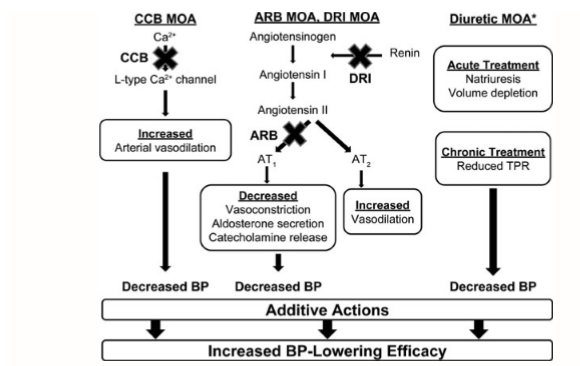 CCB MOA
Ca²⁺
CCB
L-type Ca²⁺ channel
Increased
Arterial vasodilation
Decreased BP
ARB MOA, DRI MOA
Angiotensinogen
Renin
DRI
Angiotensin I
Angiotensin II
ARB
AT₁
AT₂
Decreased
Vasoconstriction
Aldosterone secretion
Catecholamine release
Increased
Vasodilation
Decreased BP
Diuretic MOA*
Acute Treatment
Natriuresis
Volume depletion
Chronic Treatment
Reduced TPR
Decreased BP
Additive Actions
Increased BP-Lowering Efficacy